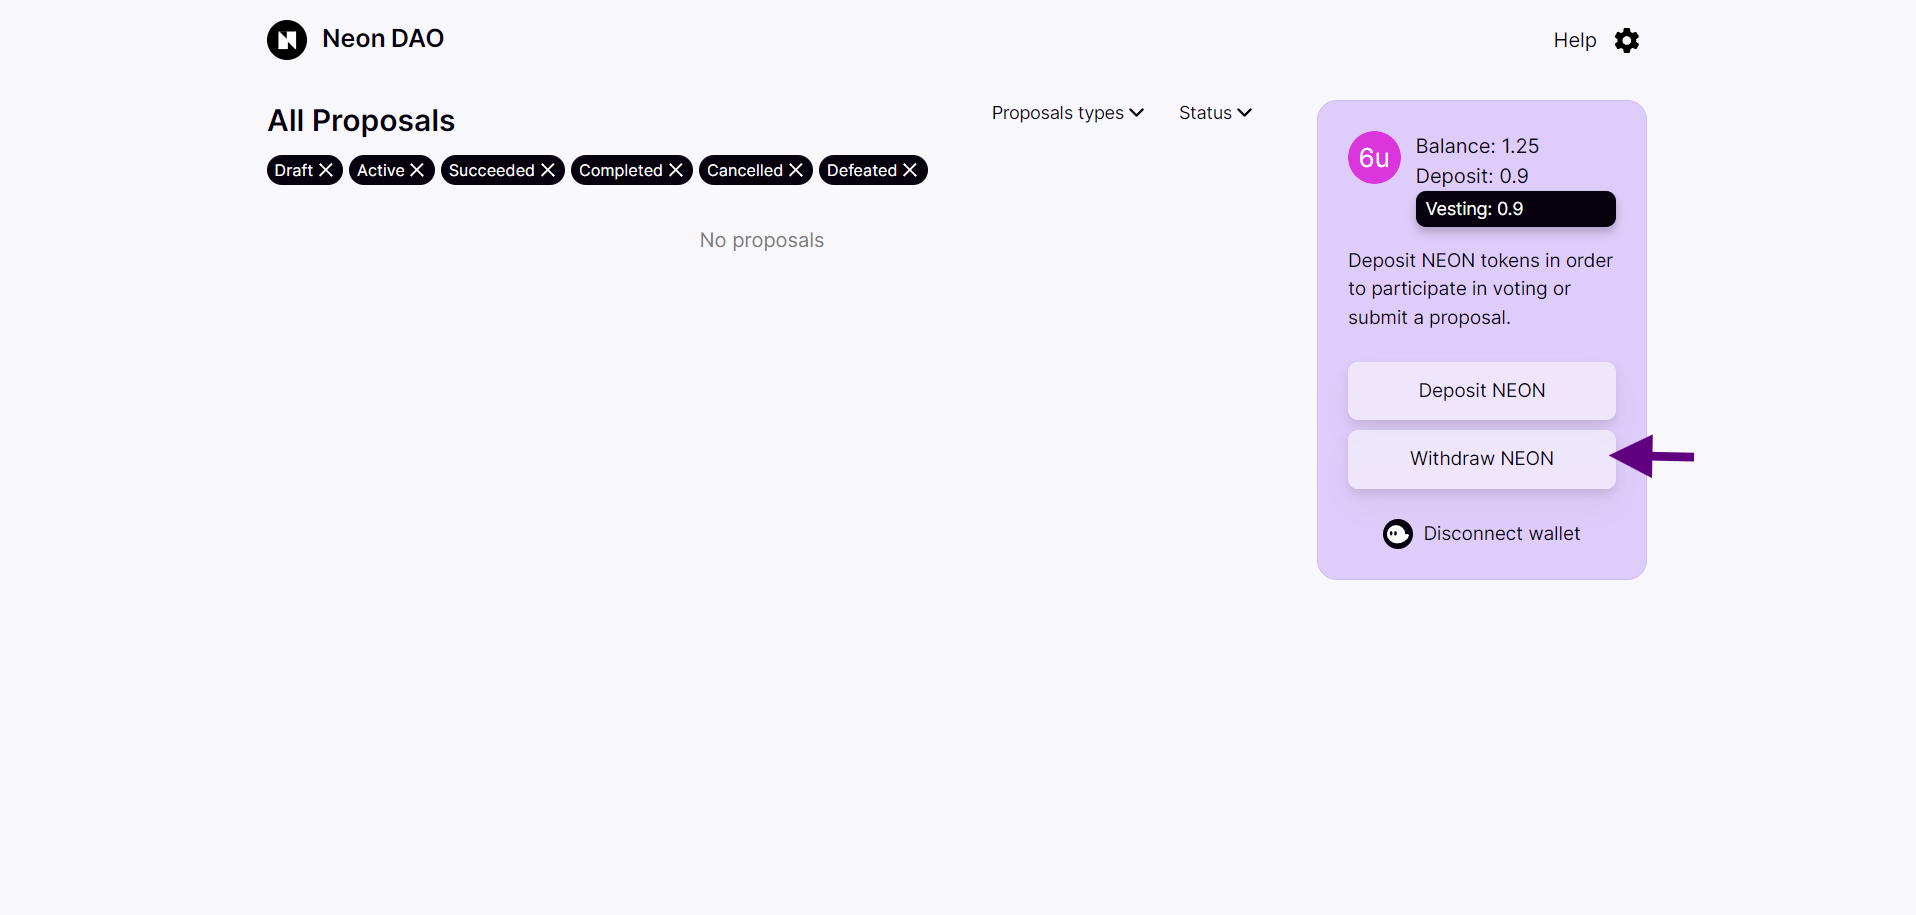 Neon DAO
Help
All Proposals
Proposals types
Status
Draft
Active
Succeeded
Completed
Cancelled
Defeated
No proposals
6u
Balance: 1.25
Deposit: 0.9
Vesting: 0.9
Deposit NEON tokens in order
to participate in voting or
submit a proposal.
Deposit NEON
Withdraw NEON
Disconnect wallet